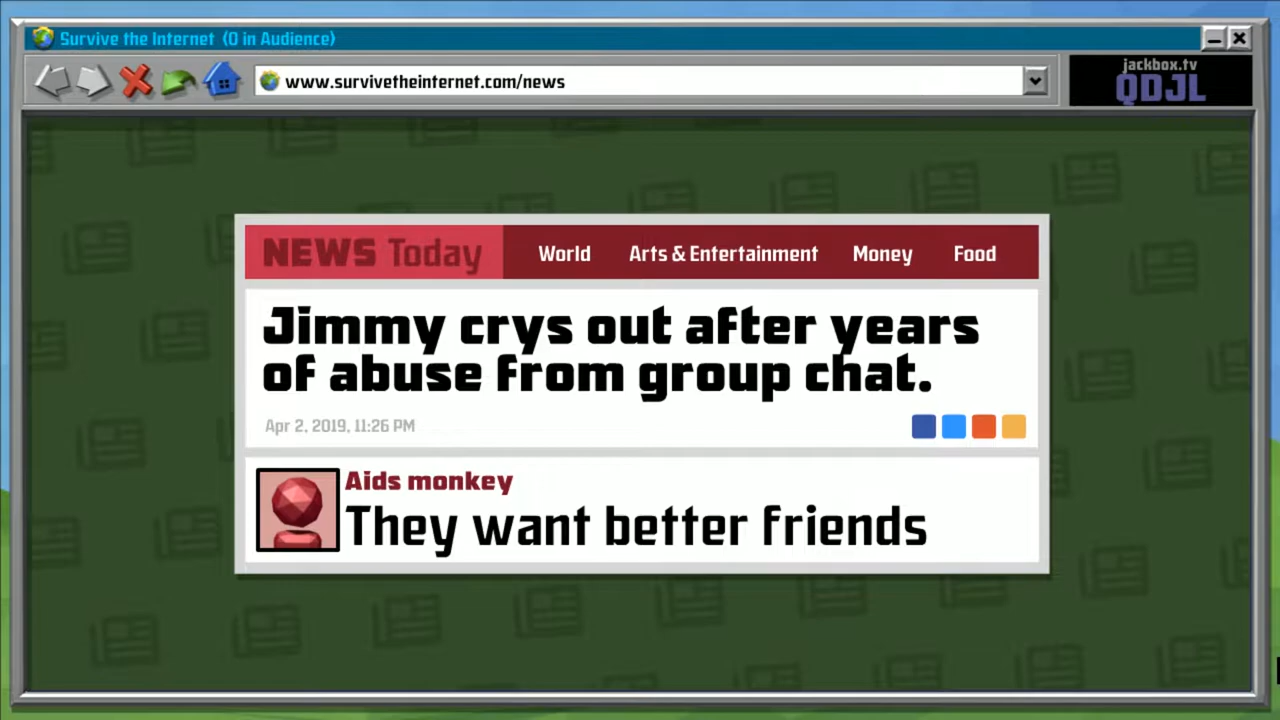 Survive the Internet (0 in Audience)
www.survivetheinternet.com/news
jackbox.tv
QDJL
NEWS Today World Arts & Entertainment Money Food
Jimmy crys out after years
of abuse from group chat.
Apr 2, 2019, 11:26 PM
Aids monkey
They want better friends